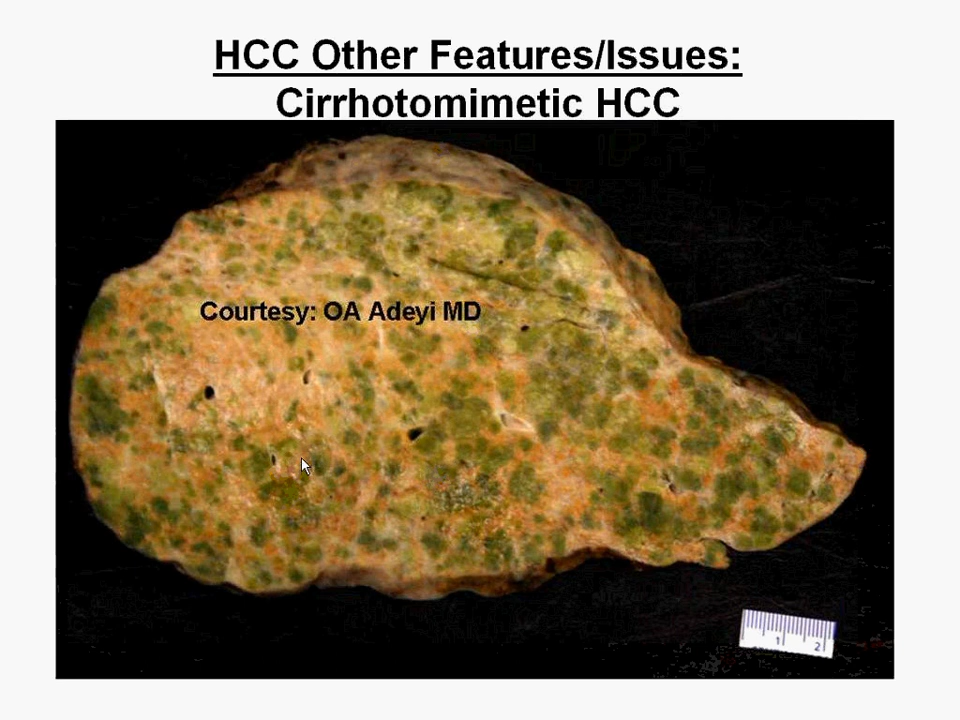 HCC Other Features/Issues:
Cirrhotomimetic HCC
Courtesy: OA Adeyi MD
1 2